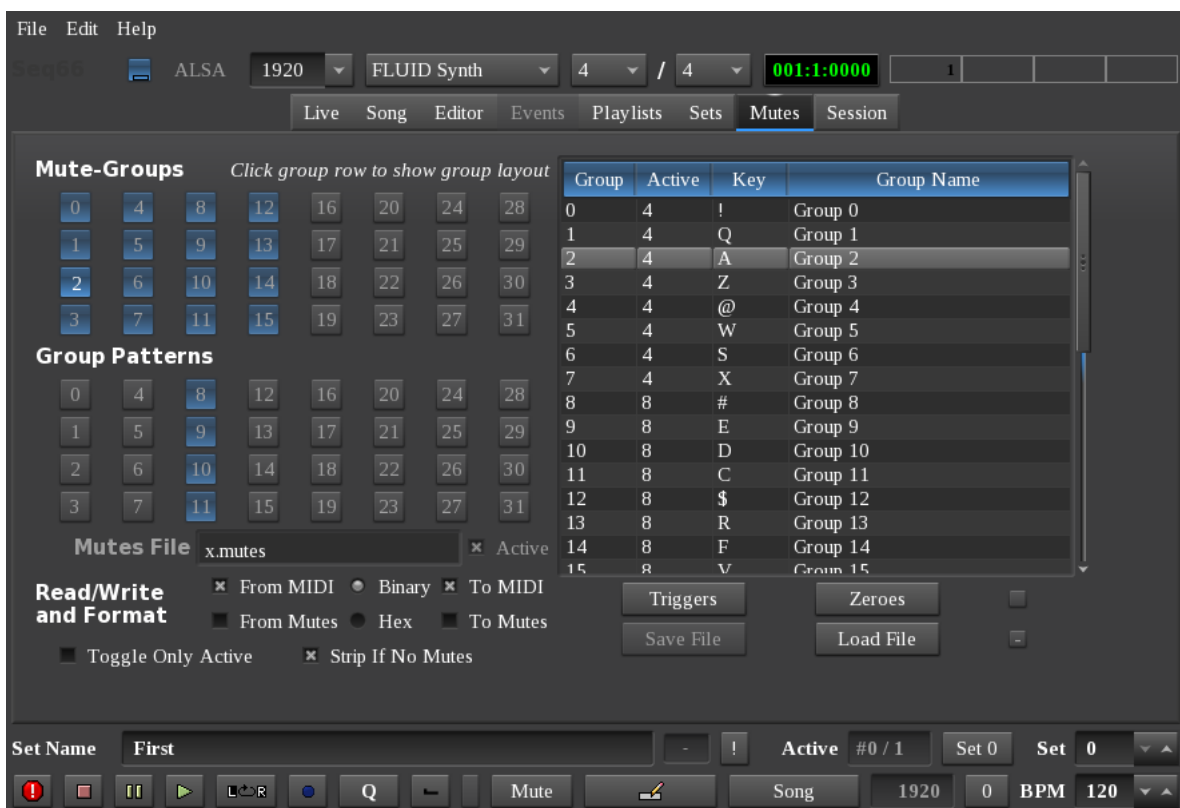 File Edit Help
Seq66 ALSA 1920 FLUID Synth 4 / 4 001:1:0000 1
Live Song Editor Events Playlists Sets Mutes Session
Mute-Groups Click group row to show group layout
0 4 8 12 16 20 24 28
1 5 9 13 17 21 25 29
2 6 10 14 18 22 26 30
3 7 11 15 19 23 27 31
Group Patterns
0 4 8 12 16 20 24 28
1 5 9 13 17 21 25 29
2 6 10 14 18 22 26 30
3 7 11 15 19 23 27 31
Mutes File x.mutes Active
Read/Write
and Format
From MIDI Binary To MIDI
From Mutes Hex To Mutes
Toggle Only Active Strip If No Mutes
Group Active Key Group Name
0 4 ! Group 0
1 4 Q Group 1
2 4 A Group 2
3 4 Z Group 3
4 4 @ Group 4
5 4 W Group 5
6 4 S Group 6
7 4 X Group 7
8 8 # Group 8
9 8 E Group 9
10 8 D Group 10
11 8 C Group 11
12 8 $ Group 12
13 8 R Group 13
14 8 F Group 14
15 8 V Group 15
Triggers Zeroes
Save File Load File -
Set Name First - ! Active #0 / 1 Set 0 Set 0
L R Q Mute Song 1920 0 BPM 120